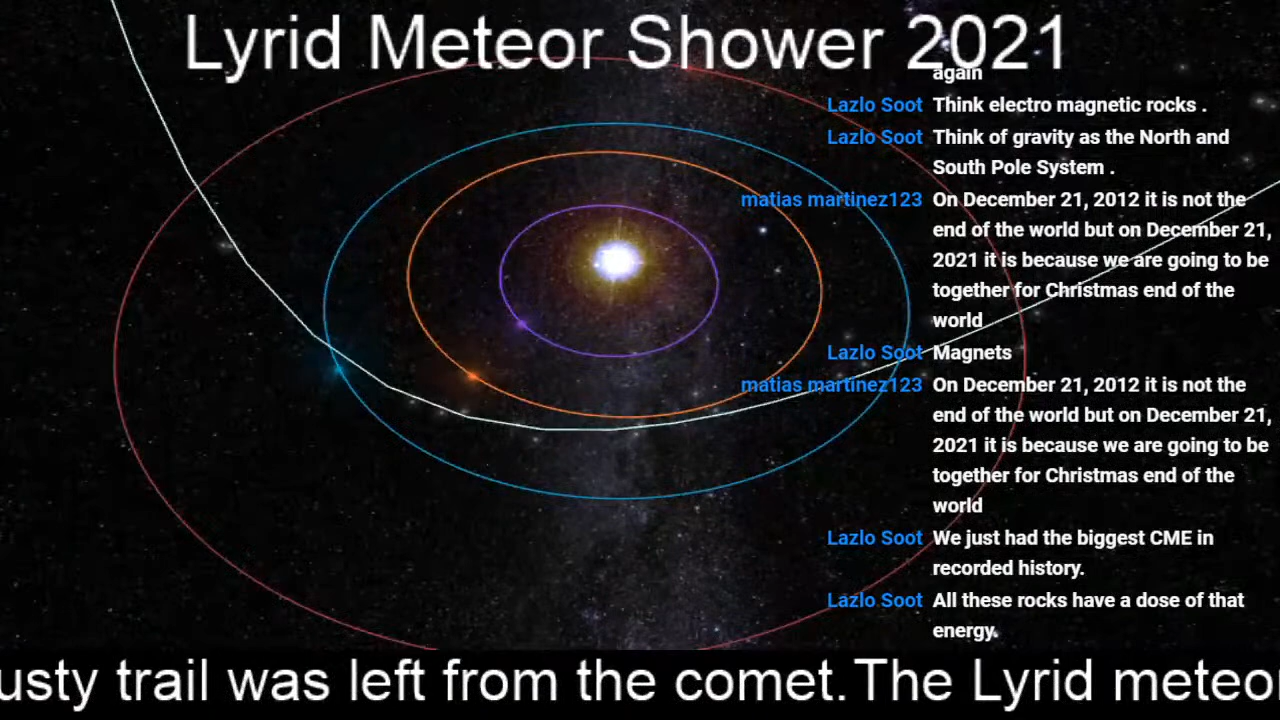 Lyrid Meteor Shower 2021
again
Lazlo Soot Think electro magnetic rocks .
Lazlo Soot Think of gravity as the North and
South Pole System .
matias martinez123 On December 21, 2012 it is not the
end of the world but on December 21,
2021 it is because we are going to be
together for Christmas end of the
world
Lazlo Soot Magnets
matias martinez123 On December 21, 2012 it is not the
end of the world but on December 21,
2021 it is because we are going to be
together for Christmas end of the
world
Lazlo Soot We just had the biggest CME in
recorded history.
Lazlo Soot All these rocks have a dose of that
energy.
usty trail was left from the comet. The Lyrid meteo